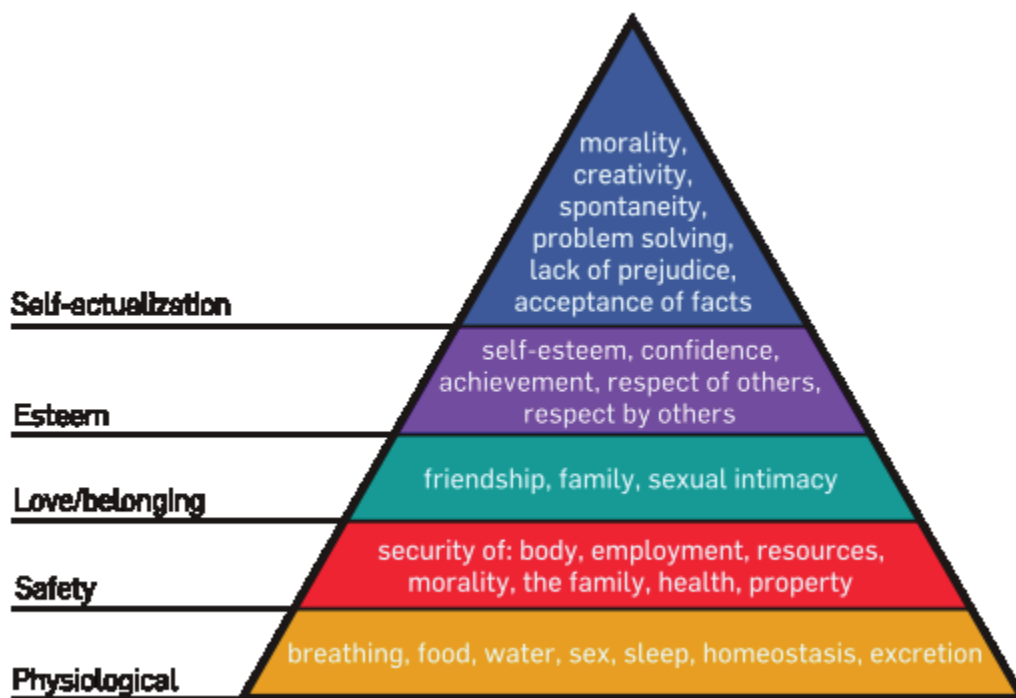 morality,
creativity,
spontaneity,
problem solving,
lack of prejudice,
acceptance of facts
Self-actualization
self-esteem, confidence,
achievement, respect of others,
respect by others
Esteem
friendship, family, sexual intimacy
Love/belonging
security of: body, employment, resources,
morality, the family, health, property
Safety
breathing, food, water, sex, sleep, homeostasis, excretion
Physiological